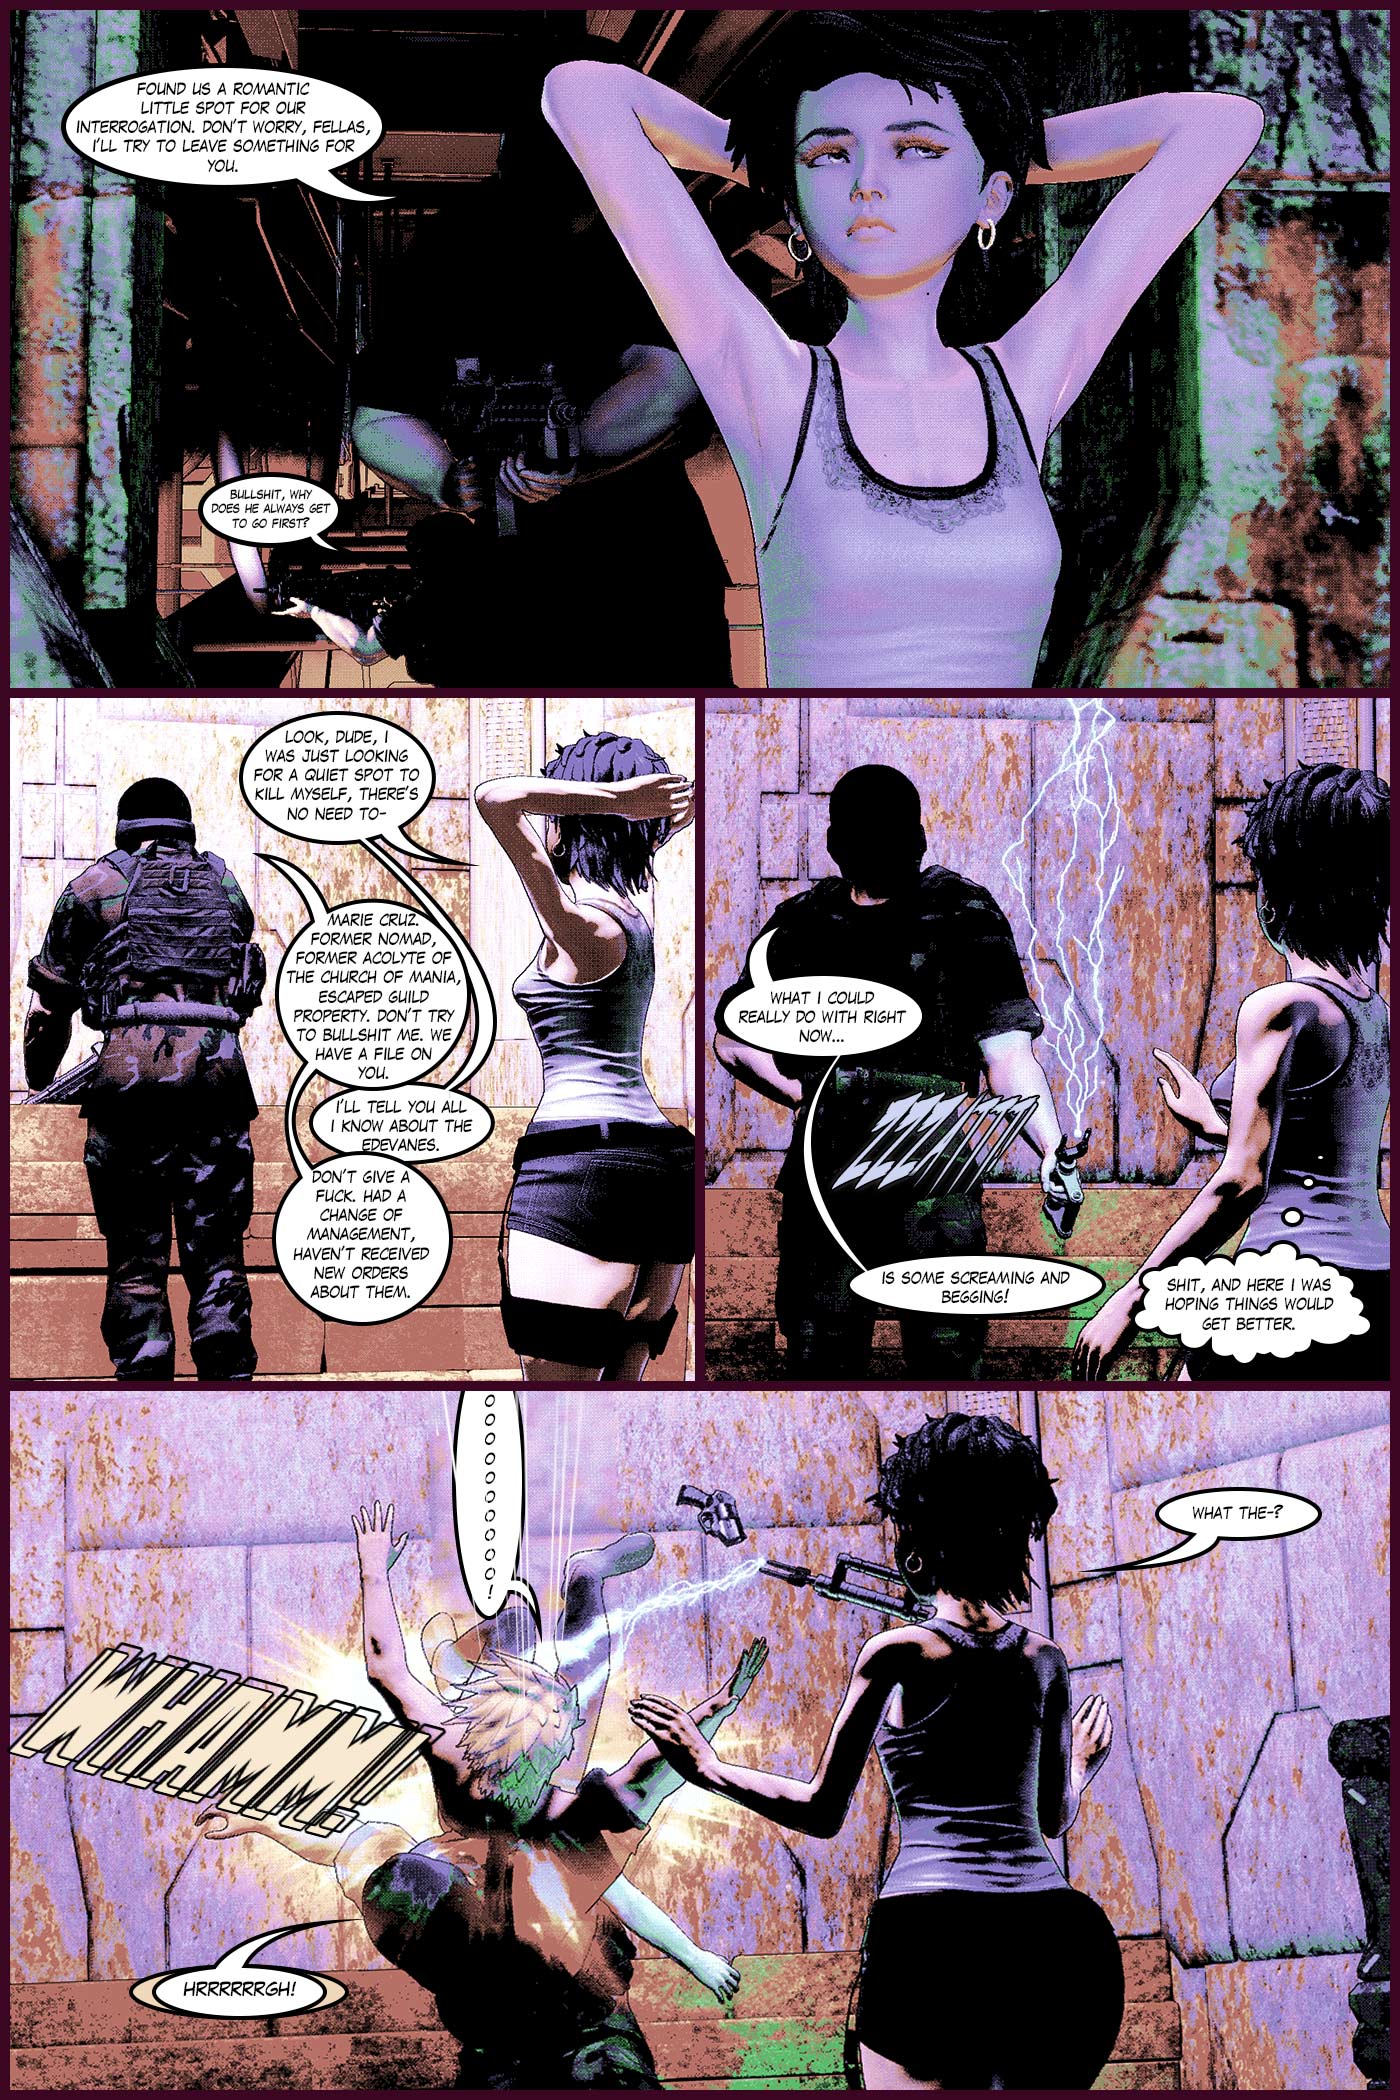 FOUND US A ROMANTIC
LITTLE SPOT FOR OUR
INTERROGATION. DON'T WORRY, FELLAS,
I'LL TRY TO LEAVE SOMETHING FOR
YOU.
BULLSHIT, WHY
DOES HE ALWAYS GET
TO GO FIRST?
LOOK, DUDE, I
WAS JUST LOOKING
FOR A QUIET SPOT TO
KILL MYSELF, THERE'S
NO NEED TO-
MARIE CRUZ.
FORMER NOMAD,
FORMER ACOLYTE OF
THE CHURCH OF MANIA,
ESCAPED GUILD
PROPERTY. DON'T TRY
TO BULLSHIT ME. WE
HAVE A FILE ON
YOU.
I'LL TELL YOU ALL
I KNOW ABOUT THE
EDEVANES.
DON'T GIVE A
FUCK. HAD A
CHANGE OF
MANAGEMENT,
HAVEN'T RECEIVED
NEW ORDERS
ABOUT THEM.
WHAT I COULD
REALLY DO WITH RIGHT
NOW...
ZZZATTT!
IS SOME SCREAMING AND
BEGGING!
SHIT, AND HERE I WAS
HOPING THINGS WOULD
GET BETTER.
O
O
O
O
O
O
O
O
O
O
O
!
WHAT THE-?
WHAMM!!
HRRRRRRGH!